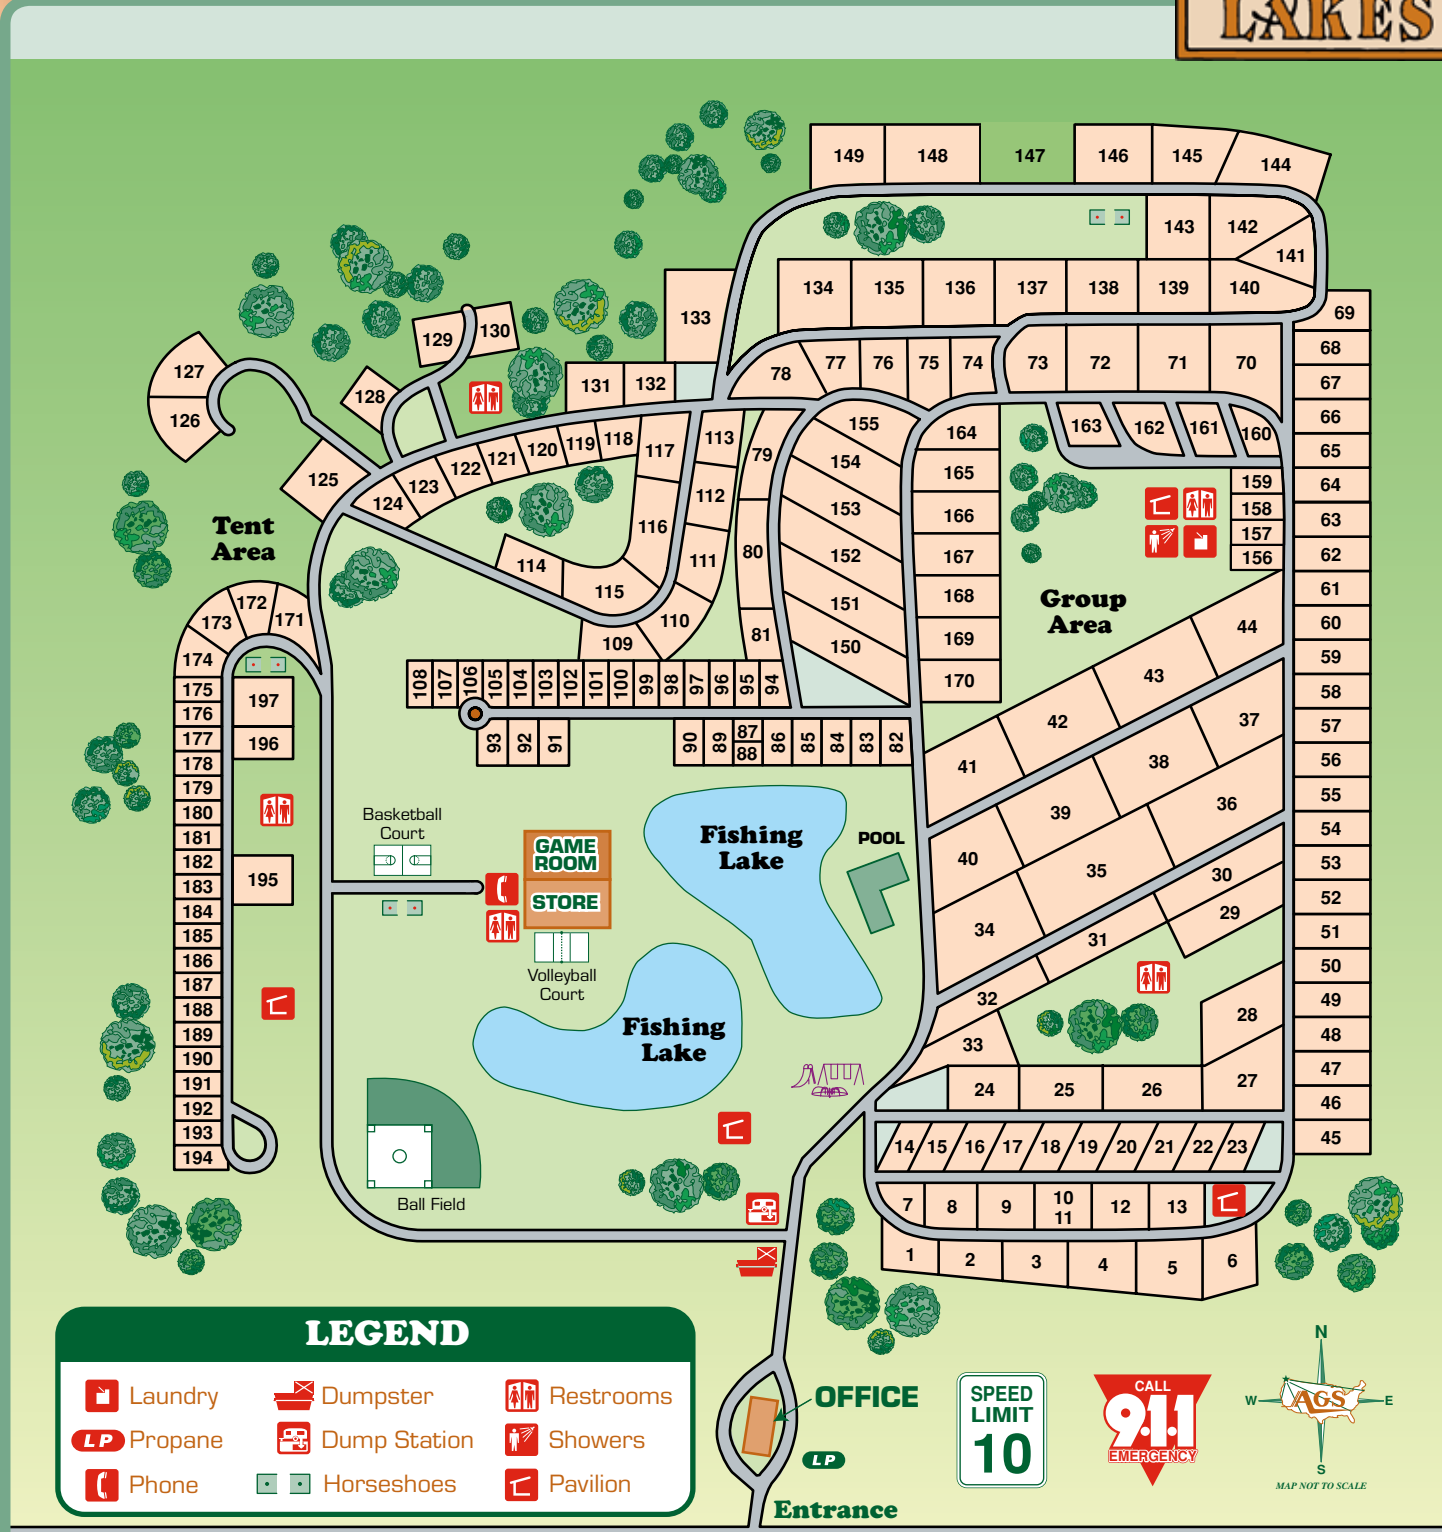 LAKES
149 148 147 146 145 144
143 142 141
134 135 136 137 138 139 140
133
69
129 130
78 77 76 75 74 73 72 71 70
68
127
131 132
67
126
128
66
155 164 163 162 161 160
117 118 119 120 113 79
65
125 124 123 122 121
154 165
159
64
112
153 166
158
63
Tent
Area
116
157
62
114 115 111 80 152 167
156
61
172 173 171
110 151 168
Group
Area
60
109 81 150 169
44
59
174
108 107 106 105 104 103 102 101 100 99 98 97 96 95 94
170
43
58
175
176
197
42
37
57
177
196
93 92 91 90 89 87
88 86 85 84 83 82
41
38
56
178
179
180
181
182
183
184
185
186
187
188
189
190
191
192
193
194
195
39
36
55
40
35
54
30
53
34
29
52
31
51
32
50
33
28
49
24 25 26 27
48
47
46
14 15 16 17 18 19 20 21 22 23
45
7 8 9 10
11 12 13
1 2 3 4 5 6
Basketball
Court
GAME
ROOM
STORE
Volleyball
Court
Fishing
Lake
POOL
Fishing
Lake
Ball Field
LEGEND
Laundry
Dumpster
Restrooms
LP Propane
Dump Station
Showers
Phone
Horseshoes
Pavilion
OFFICE
LP
Entrance
SPEED
LIMIT
10
CALL
9.1.1
EMERGENCY
N
W AGS E
S
MAP NOT TO SCALE